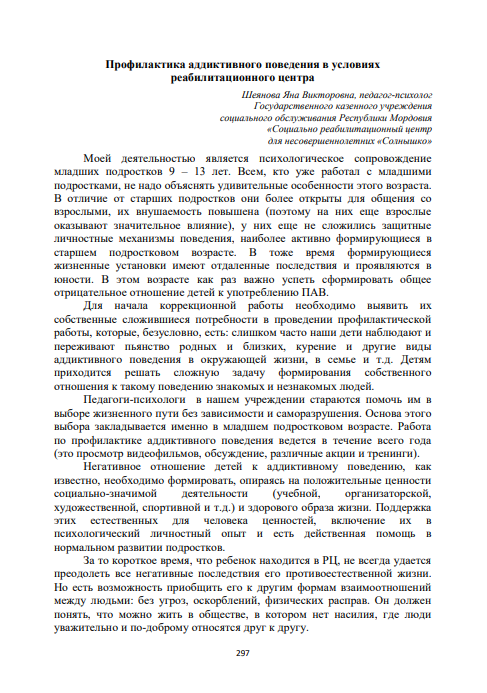 Профилактика аддиктивного поведения в условиях
реабилитационного центра
Шеянова Яна Викторовна, педагог-психолог
Государственного казенного учреждения
социального обслуживания Республики Мордовия
«Социально реабилитационный центр
для несовершеннолетних «Солнышко»
Моей деятельностью является психологическое сопровождение
младших подростков 9 – 13 лет. Всем, кто уже работал с младшими
подростками, не надо объяснять удивительные особенности этого возраста.
В отличие от старших подростков они более открыты для общения со
взрослыми, их внушаемость повышена (поэтому на них еще взрослые
оказывают значительное влияние), у них еще не сложились защитные
личностные механизмы поведения, наиболее активно формирующиеся в
старшем подростковом возрасте. В тоже время формирующиеся
жизненные установки имеют отдаленные последствия и проявляются в
юности. В этом возрасте как раз важно успеть сформировать общее
отрицательное отношение детей к употреблению ПАВ.
Для начала коррекционной работы необходимо выявить их
собственные сложившиеся потребности в проведении профилактической
работы, которые, безусловно, есть: слишком часто наши дети наблюдают и
переживают пьянство родных и близких, курение и другие виды
аддиктивного поведения в окружающей жизни, в семье и т.д. Детям
приходится решать сложную задачу формирования собственного
отношения к такому поведению знакомых и незнакомых людей.
Педагоги-психологи в нашем учреждении стараются помочь им в
выборе жизненного пути без зависимости и саморазрушения. Основа этого
выбора закладывается именно в младшем подростковом возрасте. Работа
по профилактике аддиктивного поведения ведется в течение всего года
(это просмотр видеофильмов, обсуждение, различные акции и тренинги).
Негативное отношение детей к аддиктивному поведению, как
известно, необходимо формировать, опираясь на положительные ценности
социально-значимой деятельности (учебной, организаторской,
художественной, спортивной и т.д.) и здорового образа жизни. Поддержка
этих естественных для человека ценностей, включение их в
психологический личностный опыт и есть действенная помощь в
нормальном развитии подростков.
За то короткое время, что ребенок находится в РЦ, не всегда удается
преодолеть все негативные последствия его противоестественной жизни.
Но есть возможность приобщить его к другим формам взаимоотношений
между людьми: без угроз, оскорблений, физических расправ. Он должен
понять, что можно жить в обществе, в котором нет насилия, где люди
уважительно и по-доброму относятся друг к другу.
297